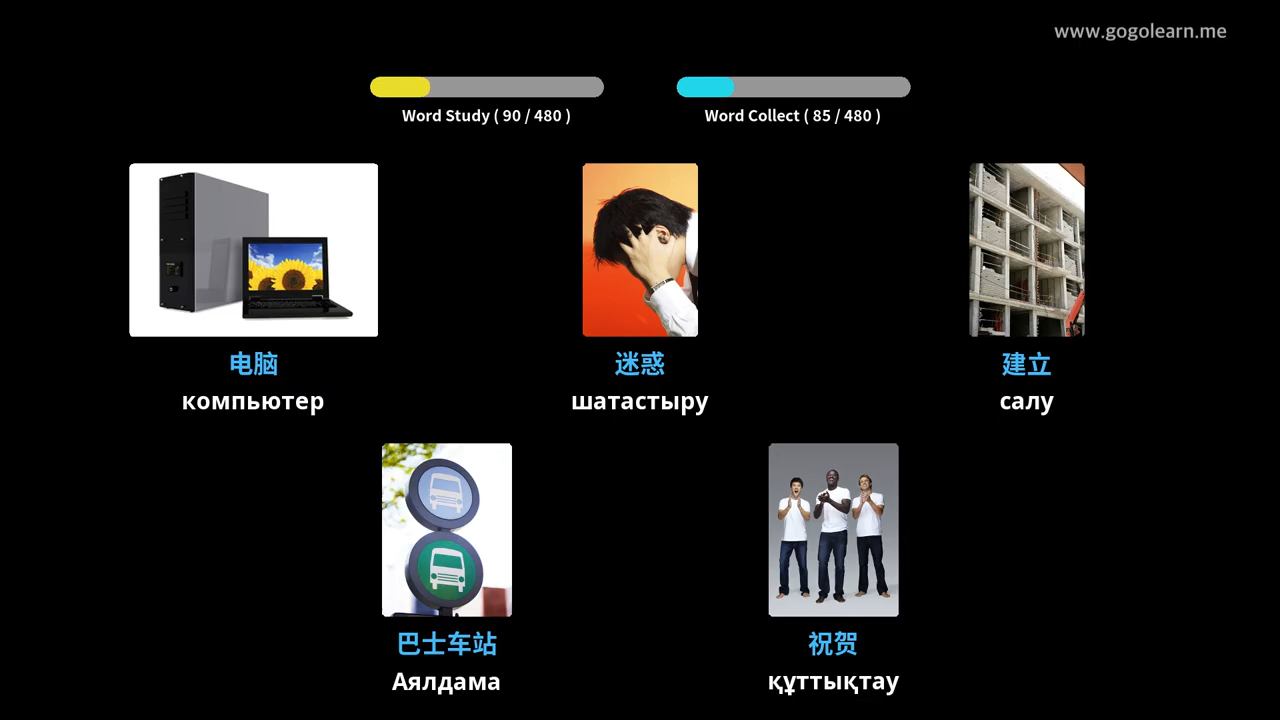 www.gogolearn.me
Word Study ( 90 / 480 )
Word Collect ( 85 / 480 )
电脑
компьютер
迷惑
шатастыру
建立
салу
巴士车站
Аялдама
祝贺
құттықтау